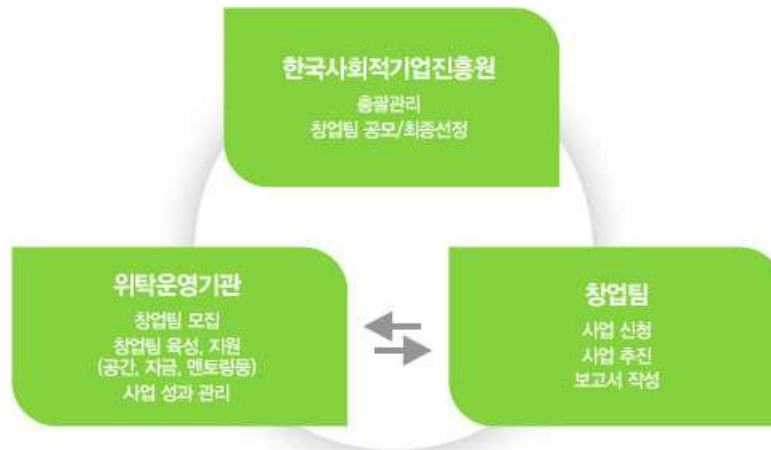 한국사회적기업진흥원
총괄관리
창업팀 공모/최종선정
위탁운영기관
창업팀 모집
창업팀 육성, 지원
(공간, 자금, 멘토링등)
사업 성과 관리
창업팀
사업 신청
사업 추진
보고서 작성